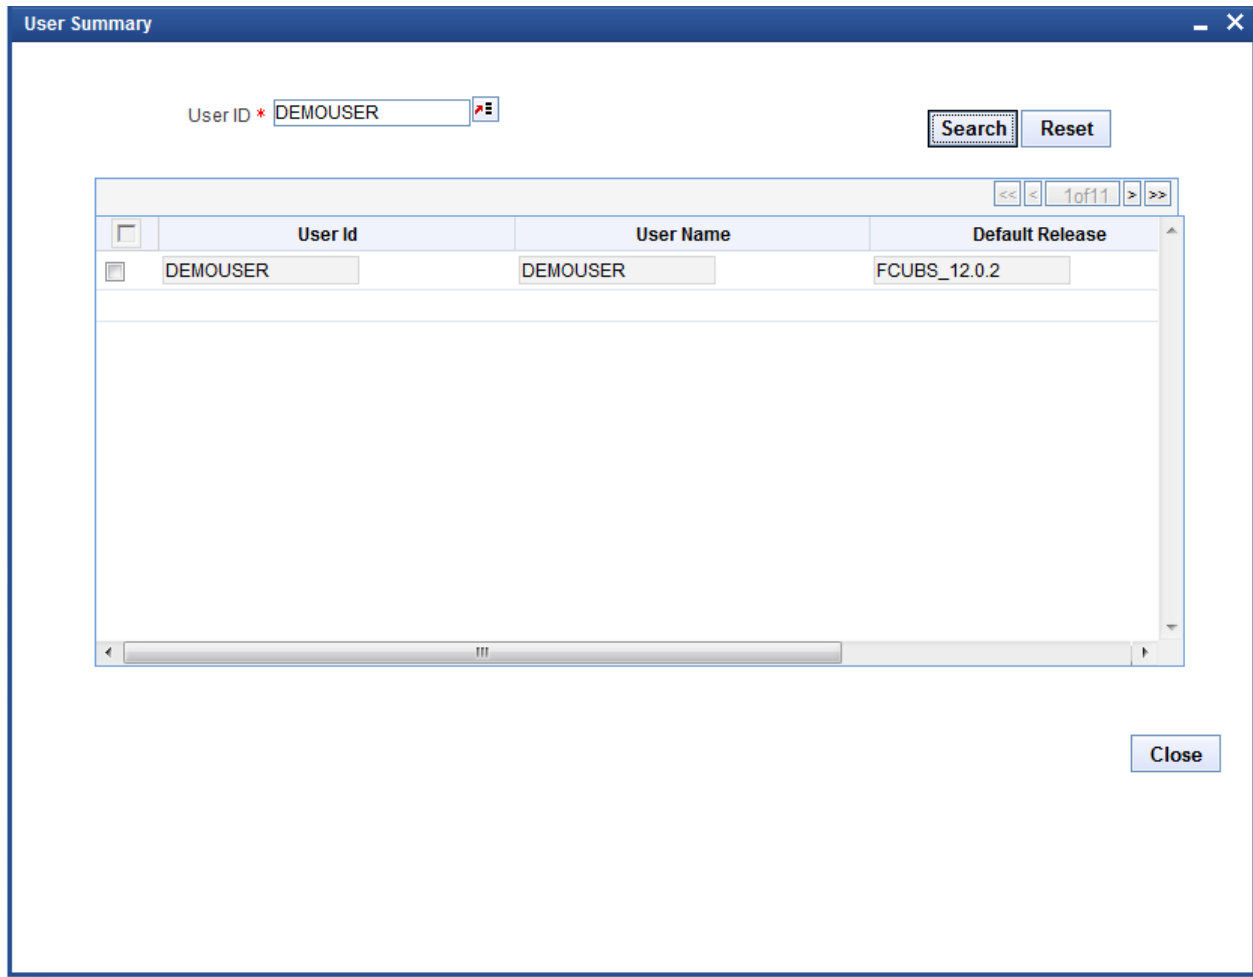 User Summary
User ID * DEMOUSER
Search Reset
<< < 1of11 > >>
User Id User Name Default Release
DEMOUSER DEMOUSER FCUBS_12.0.2
Close